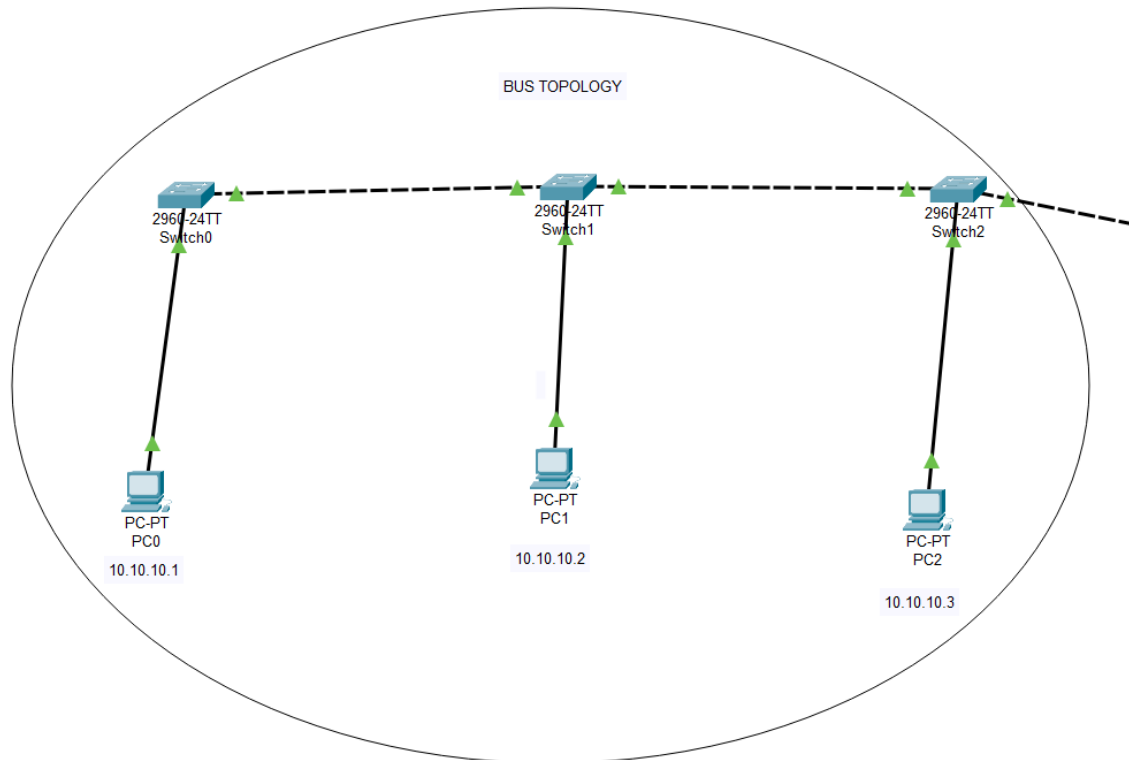 BUS TOPOLOGY
2960-24TT
Switch0
2960-24TT
Switch1
2960-24TT
Switch2
PC-PT
PC0
10.10.10.1
PC-PT
PC1
10.10.10.2
PC-PT
PC2
10.10.10.3